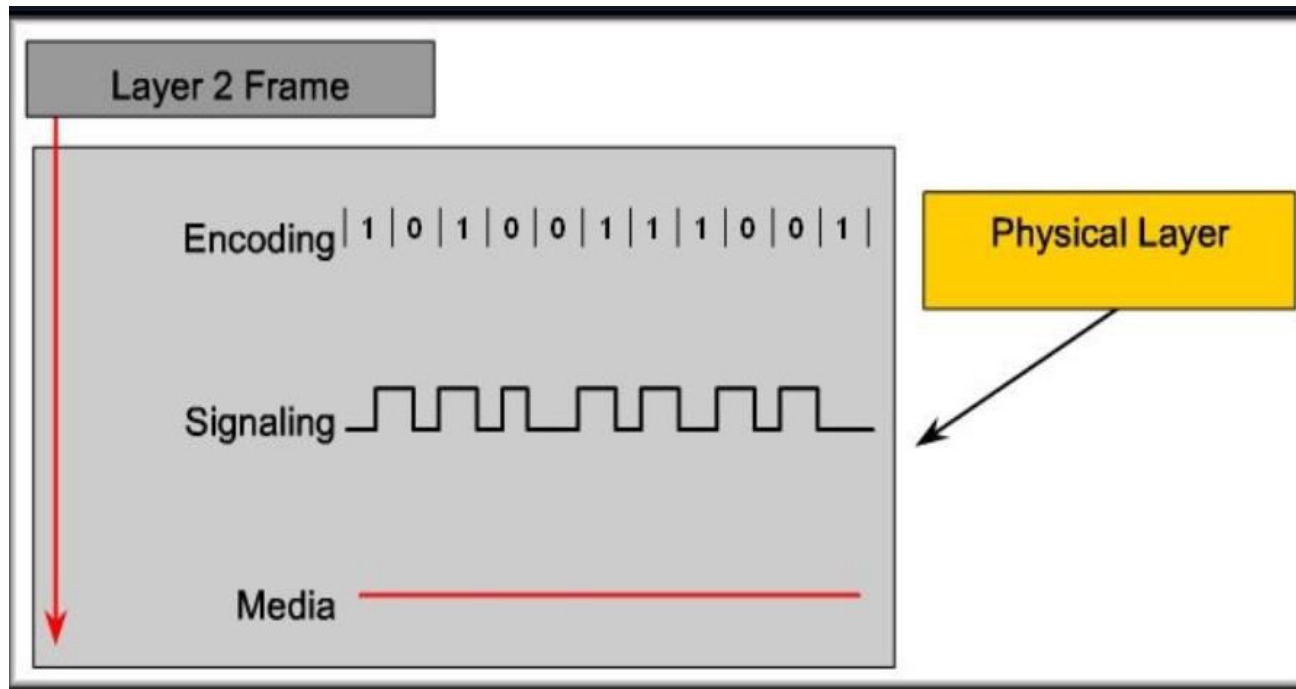 Layer 2 Frame
Encoding | 1 | 0 | 1 | 0 | 0 | 1 | 1 | 1 | 0 | 0 | 1 |
Physical Layer
Signaling
Media